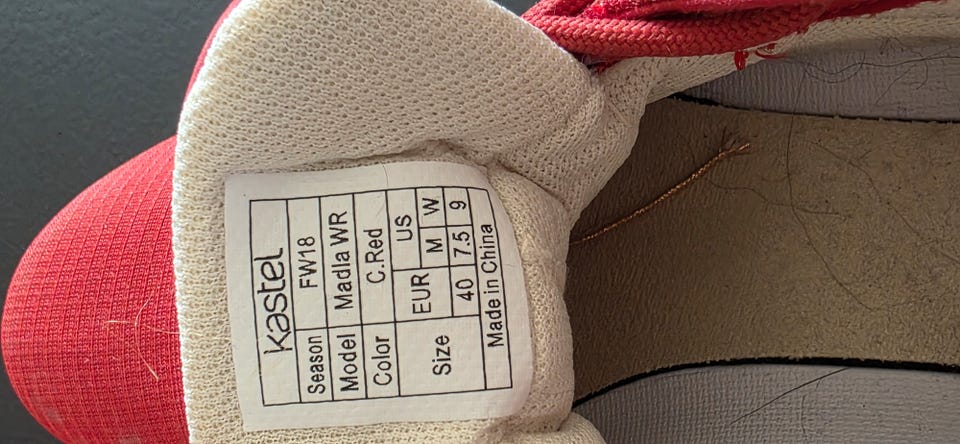 kastel
Season FW18
Model Madla WR
Color C.Red
Size EUR US
M W
40 7.5 9
Made in China